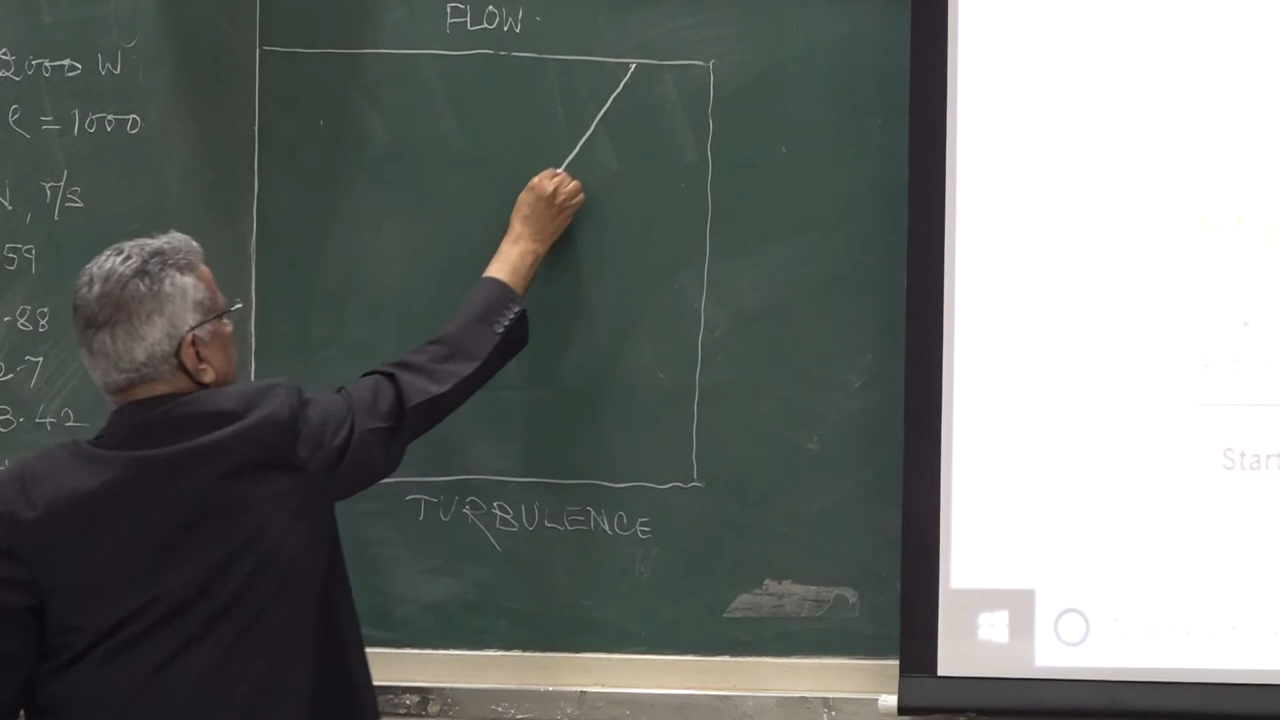 2000 W
ρ = 1000
N, r/s
59
.88
2.7
3.42
FLOW.
TURBULENCE
Start